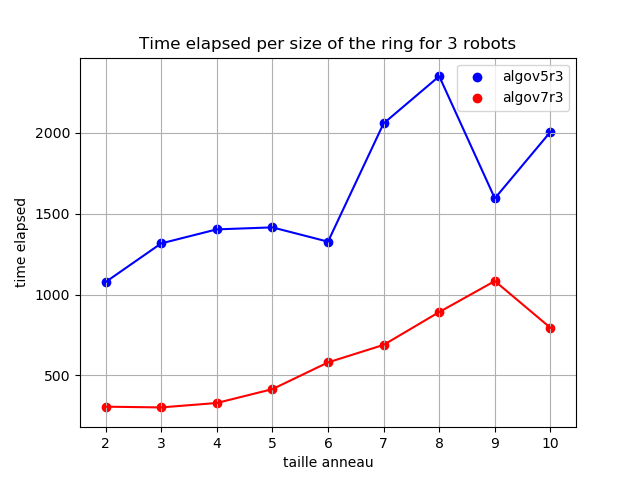 Time elapsed per size of the ring for 3 robots
algov5r3
algov7r3
2000
1500
1000
500
time elapsed
2 3 4 5 6 7 8 9 10
taille anneau